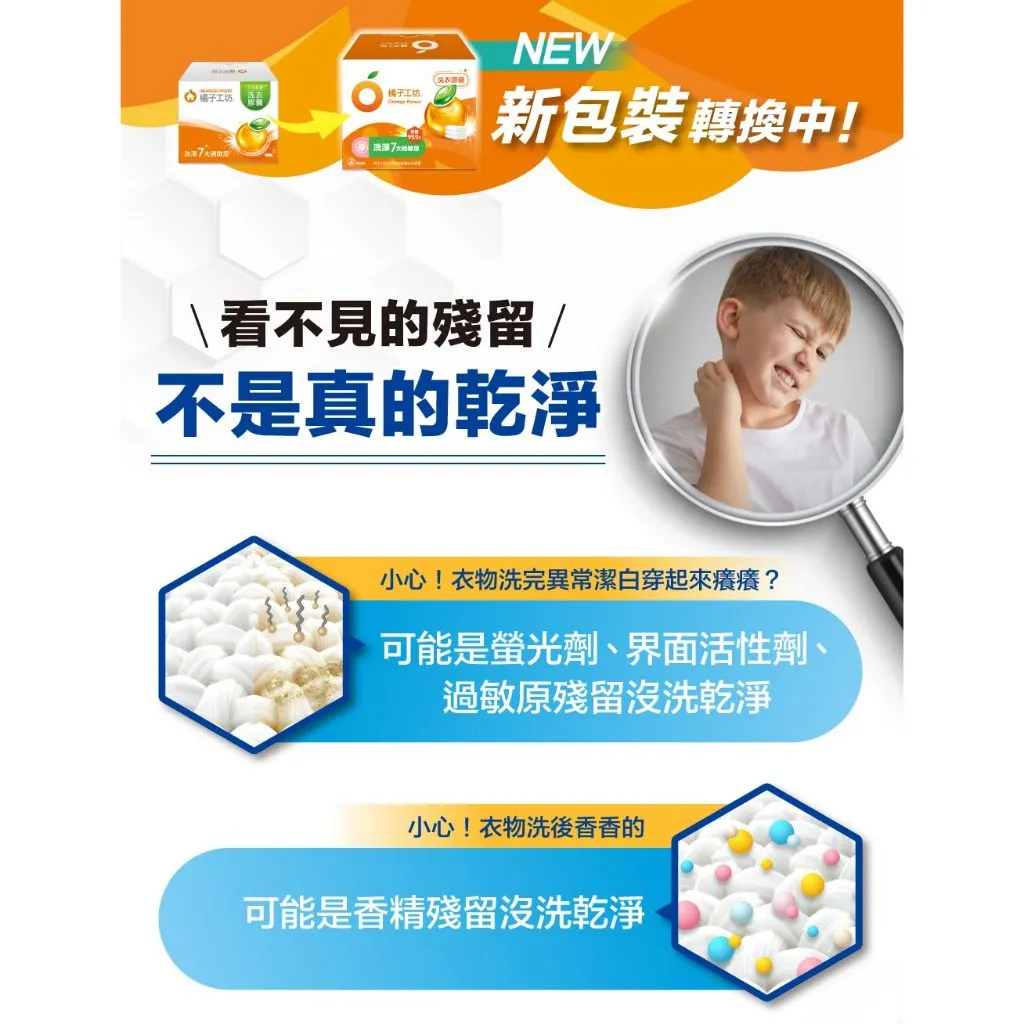 NEW
新包裝轉換中!
ORANGE HOUSE
橘子工坊
洗衣
膠囊
洗淨7大過敏原
橘子工坊
Orange House
洗衣膠囊
洗淨7大過敏原
看不見的殘留
不是真的乾淨
小心!衣物洗完異常潔白穿起來癢癢?
可能是螢光劑、界面活性劑、
過敏原殘留沒洗乾淨
小心!衣物洗後香香的
可能是香精殘留沒洗乾淨